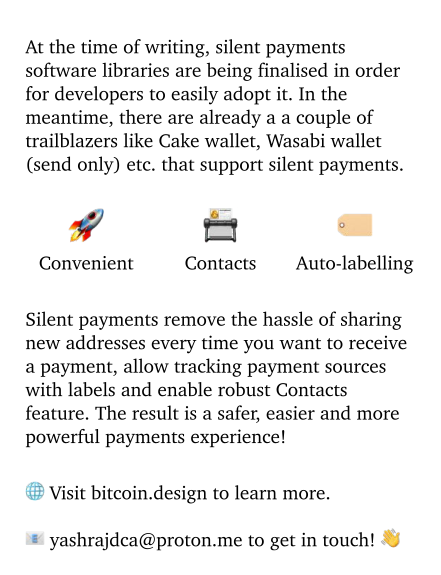 At the time of writing, silent payments
software libraries are being finalised in order
for developers to easily adopt it. In the
meantime, there are already a a couple of
trailblazers like Cake wallet, Wasabi wallet
(send only) etc. that support silent payments.
Convenient Contacts Auto-labelling
Silent payments remove the hassle of sharing
new addresses every time you want to receive
a payment, allow tracking payment sources
with labels and enable robust Contacts
feature. The result is a safer, easier and more
powerful payments experience!
🌐 Visit bitcoin.design to learn more.
📧 yashrajdca@proton.me to get in touch! 👋